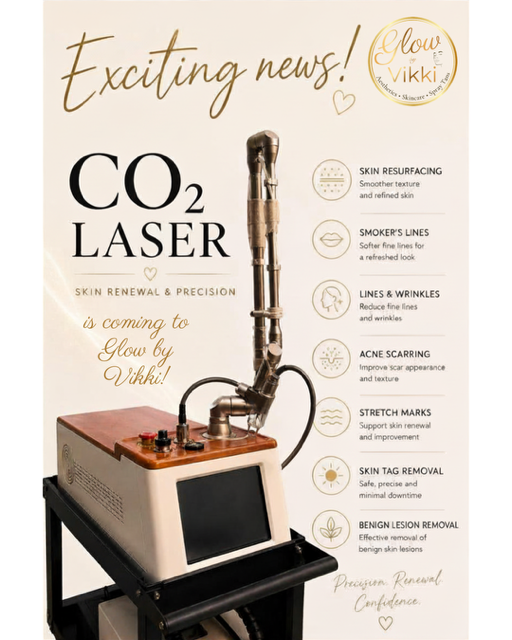 Exciting news!
Glow
by
Vikki
Aesthetics • Skincare • Spray Tans
CO2
LASER
SKIN RENEWAL & PRECISION
is coming to
Glow by
Vikki!
SKIN RESURFACING
Smoother texture
and refined skin
SMOKER'S LINES
Softer fine lines for
a refreshed look
LINES & WRINKLES
Reduce fine lines
and wrinkles
ACNE SCARRING
Improve scar appearance
and texture
STRETCH MARKS
Support skin renewal
and improvement
SKIN TAG REMOVAL
Safe, precise and
minimal downtime
BENIGN LESION REMOVAL
Effective removal of
benign skin lesions
Precision. Renewal.
Confidence.